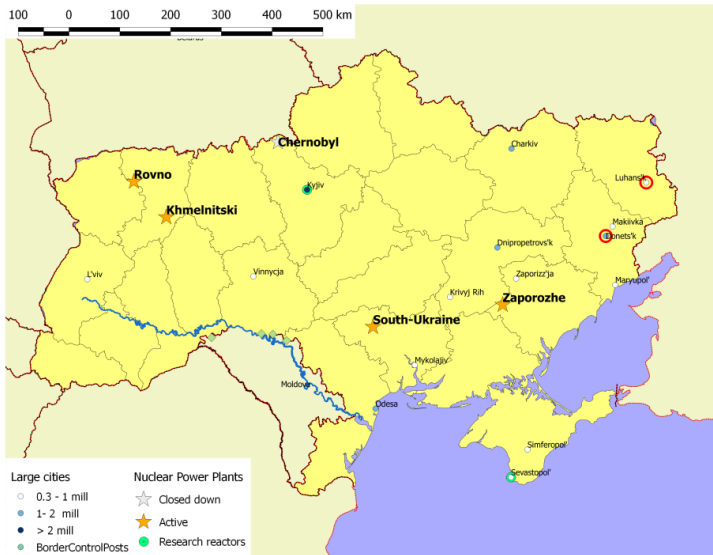 100 0 100 200 300 400 500 km
Belarus
Chernobyl
Charkiv
Rovno
Luhans'k
Kyjiv
Khmelnitski
Makiivka
Donets'k
Dnipropetrovs'k
L'viv
Vinnycja
Zaporizz'ja
Maryupol'
Krivyj Rih
Zaporozhe
South-Ukraine
Mykolajiv
Moldova
Odesa
Simferopol'
Sevastopol'
Large cities
0.3 - 1 mill
1- 2 mill
> 2 mill
BorderControlPosts
Nuclear Power Plants
Closed down
Active
Research reactors